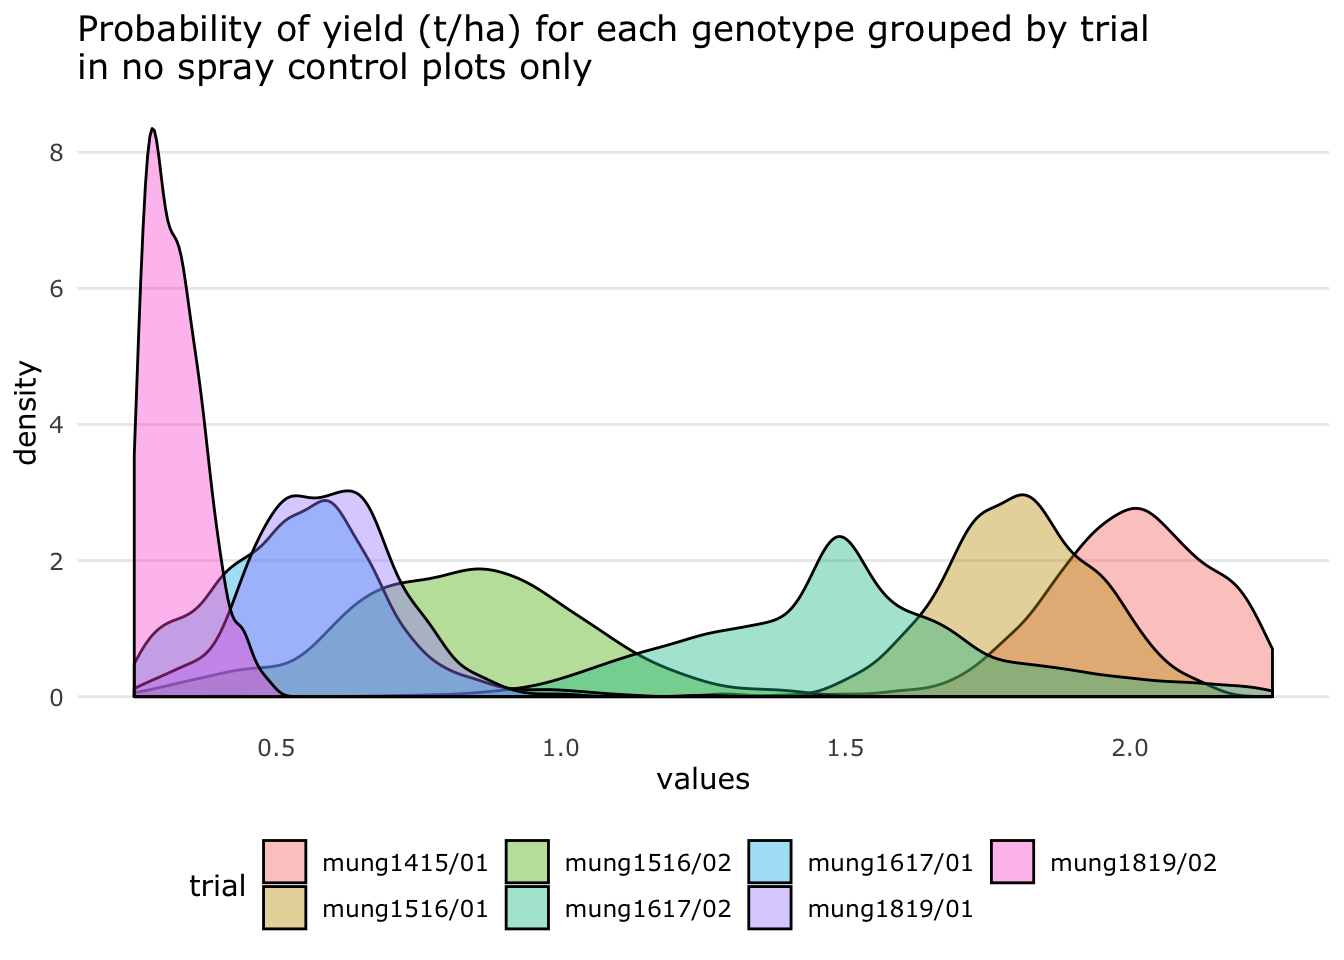 Probability of yield (t/ha) for each genotype grouped by trial
in no spray control plots only
8
6
4
2
0
density
0.5 1.0 1.5 2.0
values
trial
mung1415/01 mung1516/02 mung1617/01 mung1819/02
mung1516/01 mung1617/02 mung1819/01